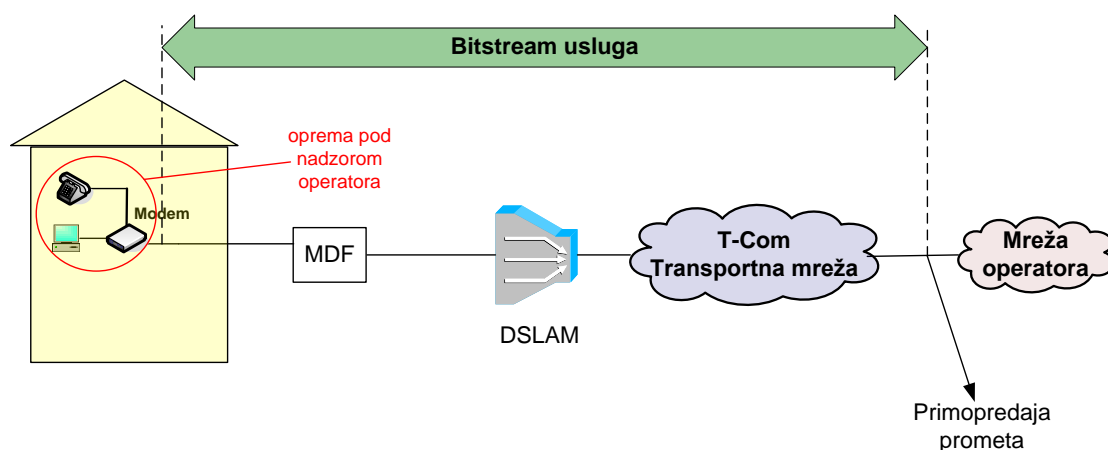 Bitstream usluga
oprema pod
nadzorom
operatora
Modem
MDF
DSLAM
T-Com
Transportna mreža
Mreža
operatora
Primopredaja
prometa